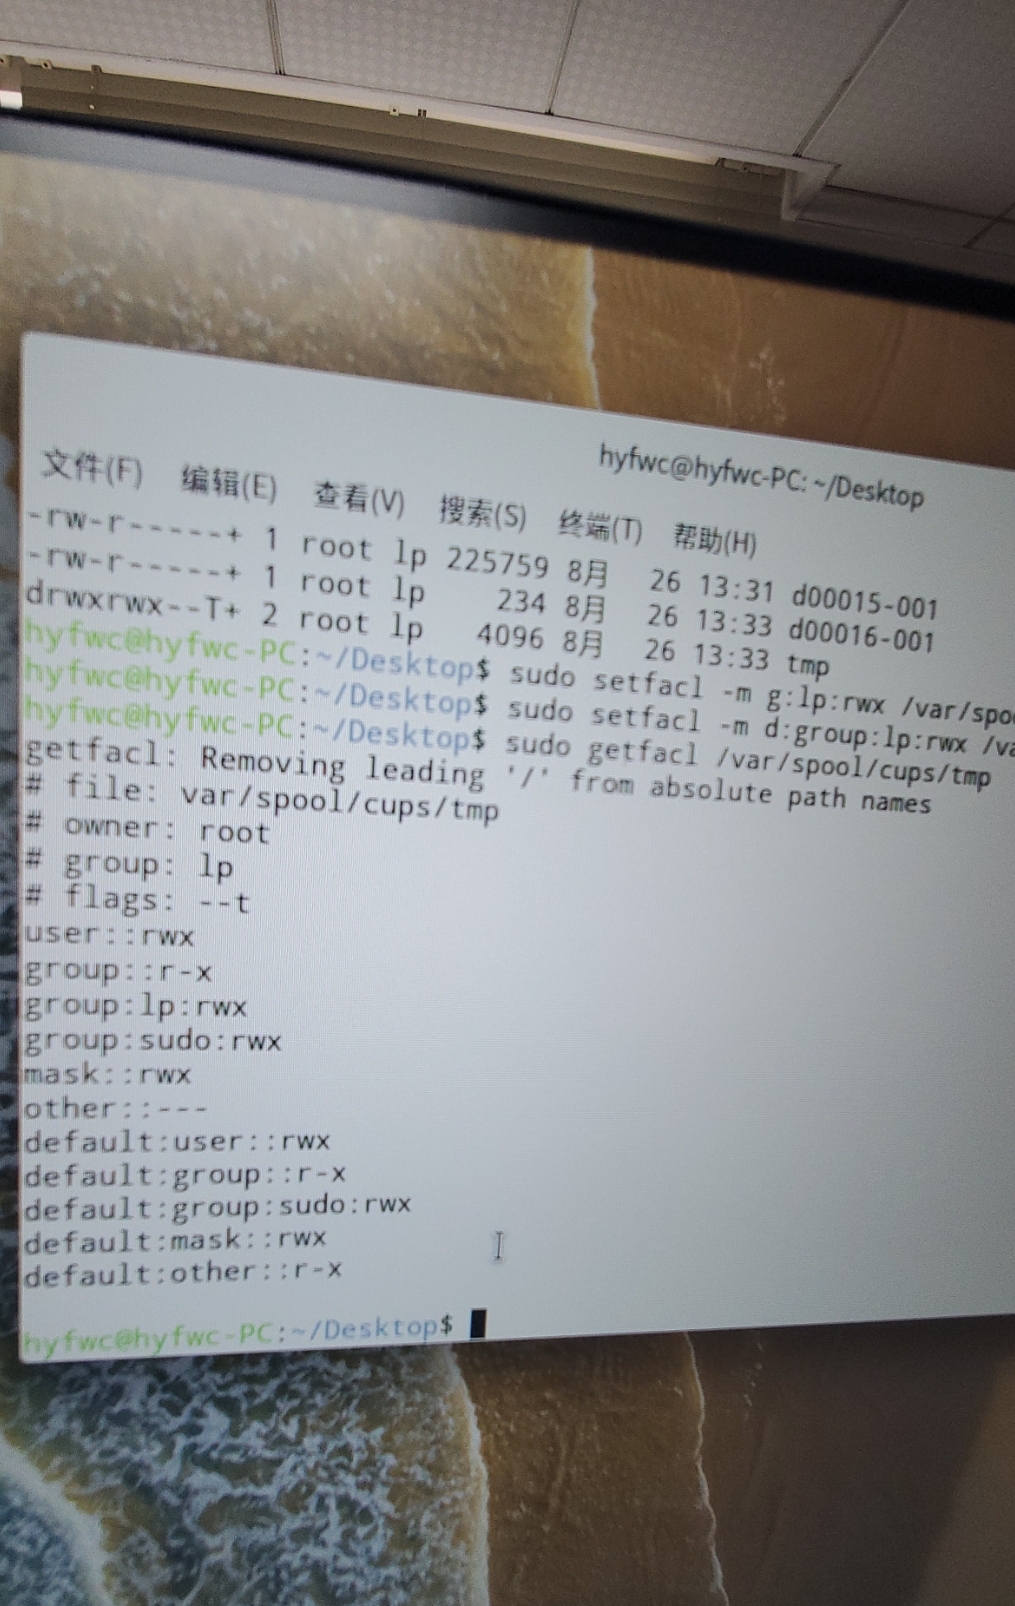 hyfwc@hyfwc-PC: ~/Desktop
文件(F) 编辑(E) 查看(V) 搜索(S) 终端(T) 帮助(H)
-rw-r-----+ 1 root lp 225759 8月 26 13:31 d00015-001
-rw-r-----+ 1 root lp 234 8月 26 13:33 d00016-001
drwxrwx--T+ 2 root lp 4096 8月 26 13:33 tmp
hyfwc@hyfwc-PC:~/Desktop$ sudo setfacl -m g:lp:rwx /var/spo
hyfwc@hyfwc-PC:~/Desktop$ sudo setfacl -m d:group:lp:rwx /va
hyfwc@hyfwc-PC:~/Desktop$ sudo getfacl /var/spool/cups/tmp
getfacl: Removing leading '/' from absolute path names
# file: var/spool/cups/tmp
# owner: root
# group: lp
# flags: --t
user::rwx
group::r-x
group:lp:rwx
group:sudo:rwx
mask::rwx
other::---
default:user::rwx
default:group::r-x
default:group:sudo:rwx
default:mask::rwx
default:other::r-x
hyfwc@hyfwc-PC:~/Desktop$